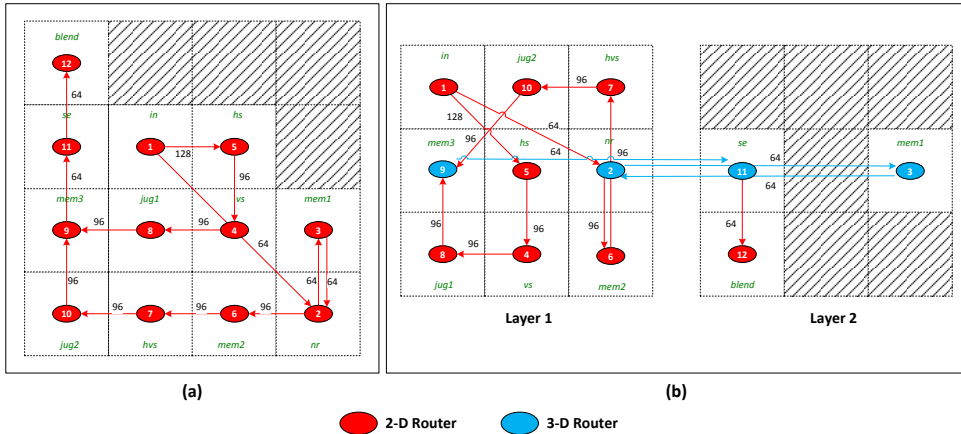 blend
12
64
se
in
hs
11
1
5
128
64
96
mem3
jug1
vs
mem1
9
96
8
96
4
3
64
96
64
64
10
96
7
96
6
96
2
jug2
hvs
mem2
nr
(a)
in
jug2
hvs
1
10
96
7
128
64
mem3
96
hs
64
nr
96
se
64
mem1
9
5
2
11
64
3
96
96
96
64
8
96
4
6
12
jug1
vs
mem2
blend
Layer 1
Layer 2
(b)
2-D Router
3-D Router